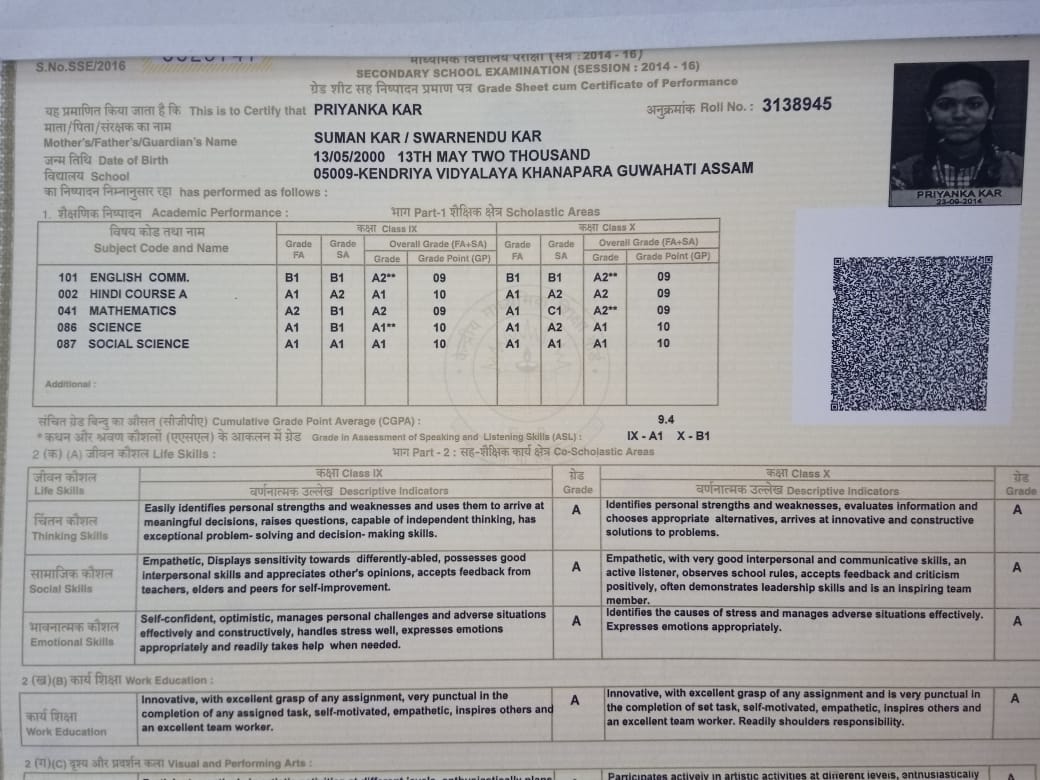 S.No.SSE/2016
माध्यमिक विद्यालय परीक्षा (सत्र : 2014 - 16)
SECONDARY SCHOOL EXAMINATION (SESSION : 2014 - 16)
ग्रेड शीट सह निष्पादन प्रमाण पत्र Grade Sheet cum Certificate of Performance
यह प्रमाणित किया जाता है कि This is to Certify that PRIYANKA KAR अनुक्रमांक Roll No. : 3138945
माता/पिता/संरक्षक का नाम
Mother's/Father's/Guardian's Name SUMAN KAR / SWARNENDU KAR
जन्म तिथि Date of Birth 13/05/2000 13TH MAY TWO THOUSAND
विद्यालय School 05009-KENDRIYA VIDYALAYA KHANAPARA GUWAHATI ASSAM
का निष्पादन निम्नानुसार रहा has performed as follows :
PRIYANKA KAR
23-09-2014
1. शैक्षणिक निष्पादन Academic Performance : भाग Part-1 शैक्षिक क्षेत्र Scholastic Areas
विषय कोड तथा नाम कक्षा Class IX कक्षा Class X
Subject Code and Name Grade FA Grade SA Overall Grade (FA+SA) Grade FA Grade SA Overall Grade (FA+SA)
Grade Grade Point (GP) Grade Grade Point (GP)
101 ENGLISH COMM. B1 B1 A2** 09 B1 B1 A2** 09
002 HINDI COURSE A A1 A2 A1 10 A1 A2 A2 09
041 MATHEMATICS A2 B1 A2 09 A1 C1 A2** 09
086 SCIENCE A1 B1 A1** 10 A1 A2 A1 10
087 SOCIAL SCIENCE A1 A1 A1 10 A1 A1 A1 10
Additional :
संचित ग्रेड बिन्दु का औसत (सीजीपीए) Cumulative Grade Point Average (CGPA) : 9.4
*कथन और श्रवण कौशलों (एएसएल) के आकलन में ग्रेड Grade in Assessment of Speaking and Listening Skills (ASL) : IX - A1 X - B1
2 (क) (A) जीवन कौशल Life Skills : भाग Part - 2 : सह-शैक्षिक कार्य क्षेत्र Co-Scholastic Areas
जीवन कौशल कक्षा Class IX ग्रेड कक्षा Class X ग्रेड
Life Skills वर्णनात्मक उल्लेख Descriptive Indicators Grade वर्णनात्मक उल्लेख Descriptive Indicators Grade
चिंतन कौशल
Thinking Skills
Easily identifies personal strengths and weaknesses and uses them to arrive at
meaningful decisions, raises questions, capable of independent thinking, has
exceptional problem- solving and decision- making skills.
A
Identifies personal strengths and weaknesses, evaluates information and
chooses appropriate alternatives, arrives at innovative and constructive
solutions to problems.
A
सामाजिक कौशल
Social Skills
Empathetic, Displays sensitivity towards differently-abled, possesses good
interpersonal skills and appreciates other's opinions, accepts feedback from
teachers, elders and peers for self-improvement.
A
Empathetic, with very good interpersonal and communicative skills, an
active listener, observes school rules, accepts feedback and criticism
positively, often demonstrates leadership skills and is an inspiring team
member.
A
भावनात्मक कौशल
Emotional Skills
Self-confident, optimistic, manages personal challenges and adverse situations
effectively and constructively, handles stress well, expresses emotions
appropriately and readily takes help when needed.
A
Identifies the causes of stress and manages adverse situations effectively.
Expresses emotions appropriately.
A
2 (ख)(B) कार्य शिक्षा Work Education :
कार्य शिक्षा
Work Education
Innovative, with excellent grasp of any assignment, very punctual in the
completion of any assigned task, self-motivated, empathetic, inspires others and
an excellent team worker.
A
Innovative, with excellent grasp of any assignment and is very punctual in
the completion of set task, self-motivated, empathetic, inspires others and
an excellent team worker. Readily shoulders responsibility.
A
2 (ग)(C) दृश्य और प्रदर्शन कला Visual and Performing Arts :
Participates actively in artistic activities at different levels, enthusiastically